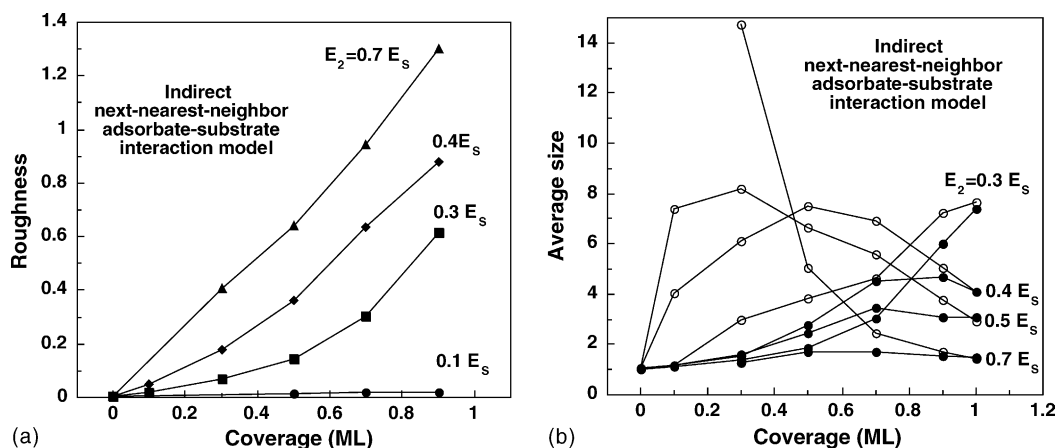 1.4
1.2
1
0.8
0.6
0.4
0.2
0
Roughness
E2=0.7 ES
Indirect
next-nearest-neighbor
adsorbate-substrate
interaction model
0.4ES
0.3 ES
0.1 ES
0 0.2 0.4 0.6 0.8 1
(a) Coverage (ML)
14
12
10
8
6
4
2
0
Average size
Indirect
next-nearest-neighbor
adsorbate-substrate
interaction model
E2=0.3 ES
0.4 ES
0.5 ES
0.7 ES
0 0.2 0.4 0.6 0.8 1 1.2
(b) Coverage (ML)